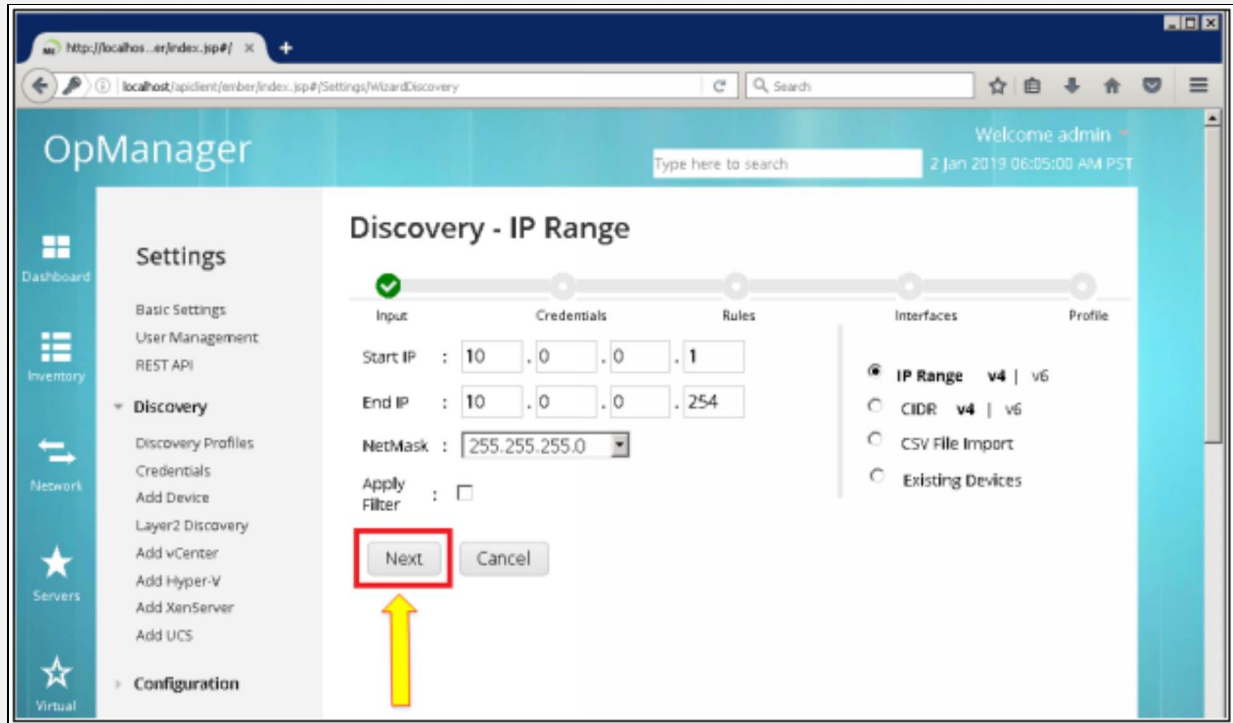 http://localhos...er/index.jsp#/ × +
localhost/apiclient/ember/index.jsp#/Settings/WizardDiscovery
Search
OpManager
Type here to search
Welcome admin
2 Jan 2019 06:05:00 AM PST
Dashboard
Inventory
Network
Servers
Virtual
Settings
Basic Settings
User Management
REST API
Discovery
Discovery Profiles
Credentials
Add Device
Layer2 Discovery
Add vCenter
Add Hyper-V
Add XenServer
Add UCS
Configuration
Discovery - IP Range
Input Credentials Rules Interfaces Profile
Start IP : 10 . 0 . 0 . 1
End IP : 10 . 0 . 0 . 254
NetMask : 255.255.255.0
Apply Filter :
Next Cancel
IP Range v4 | v6
CIDR v4 | v6
CSV File Import
Existing Devices